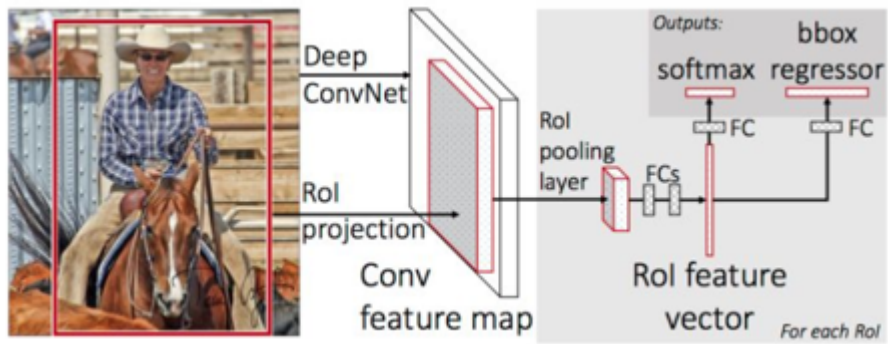 Deep
ConvNet
RoI
projection
Conv
feature map
RoI
pooling
layer
FCs
RoI feature
vector
For each RoI
Outputs:
softmax
bbox
regressor
FC
FC